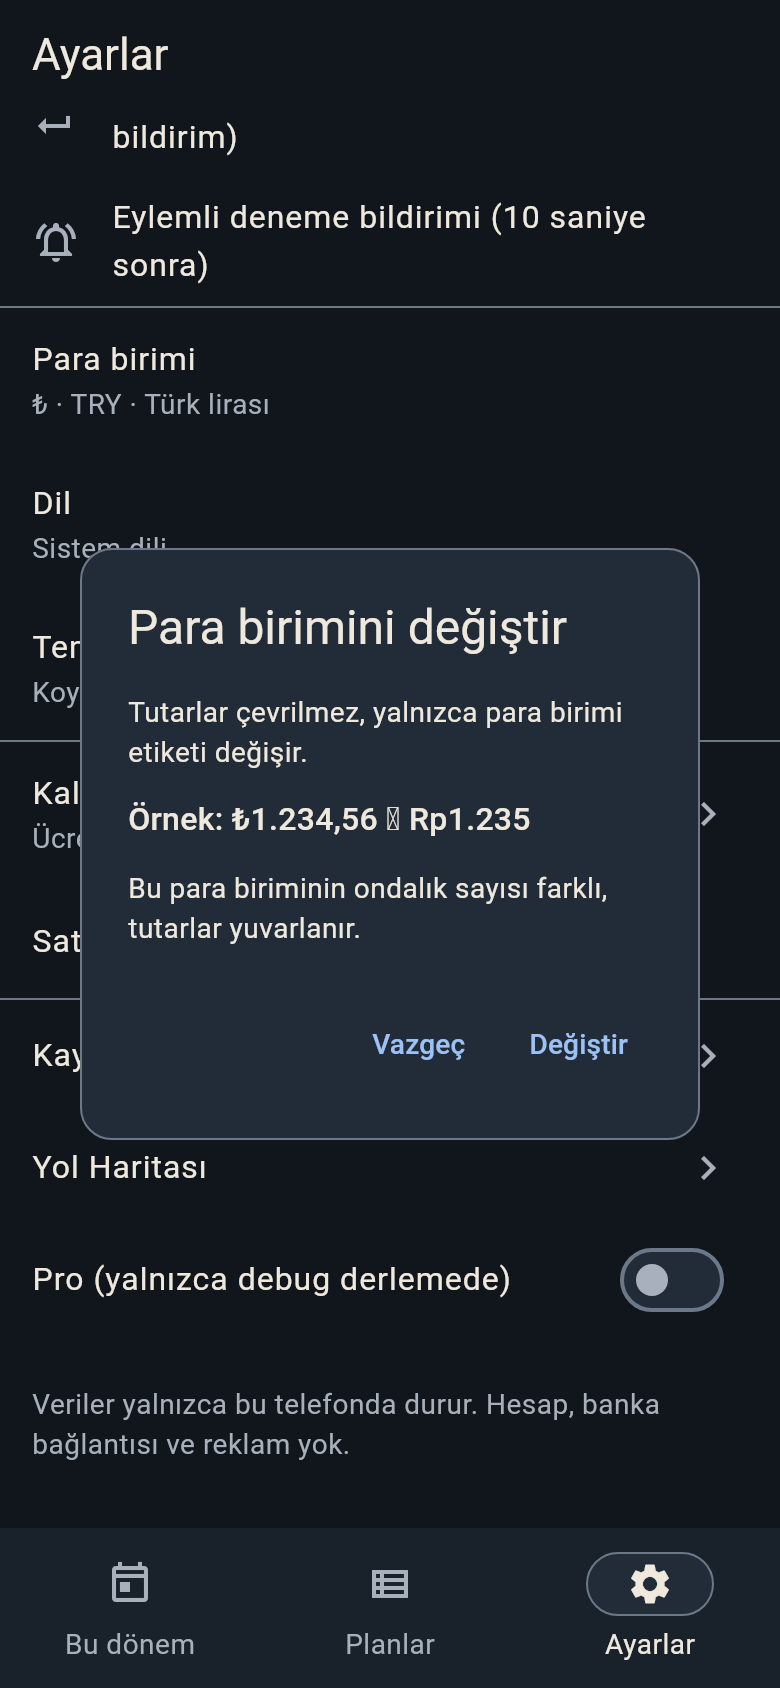 Ayarlar
bildirim)
Eylemli deneme bildirimi (10 saniye
sonra)
Para birimi
₺ · TRY · Türk lirası
Dil
Sistem dili
Ter
Koy
Para birimini değiştir
Tutarlar çevrilmez, yalnızca para birimi
etiketi değişir.
Kal
Ücre
Örnek: ₺1.234,56 Rp1.235
Bu para biriminin ondalık sayısı farklı,
tutarlar yuvarlanır.
Sat
Kay
Vazgeç Değiştir
Yol Haritası
Pro (yalnızca debug derlemede)
Veriler yalnızca bu telefonda durur. Hesap, banka
bağlantısı ve reklam yok.
Bu dönem Planlar Ayarlar